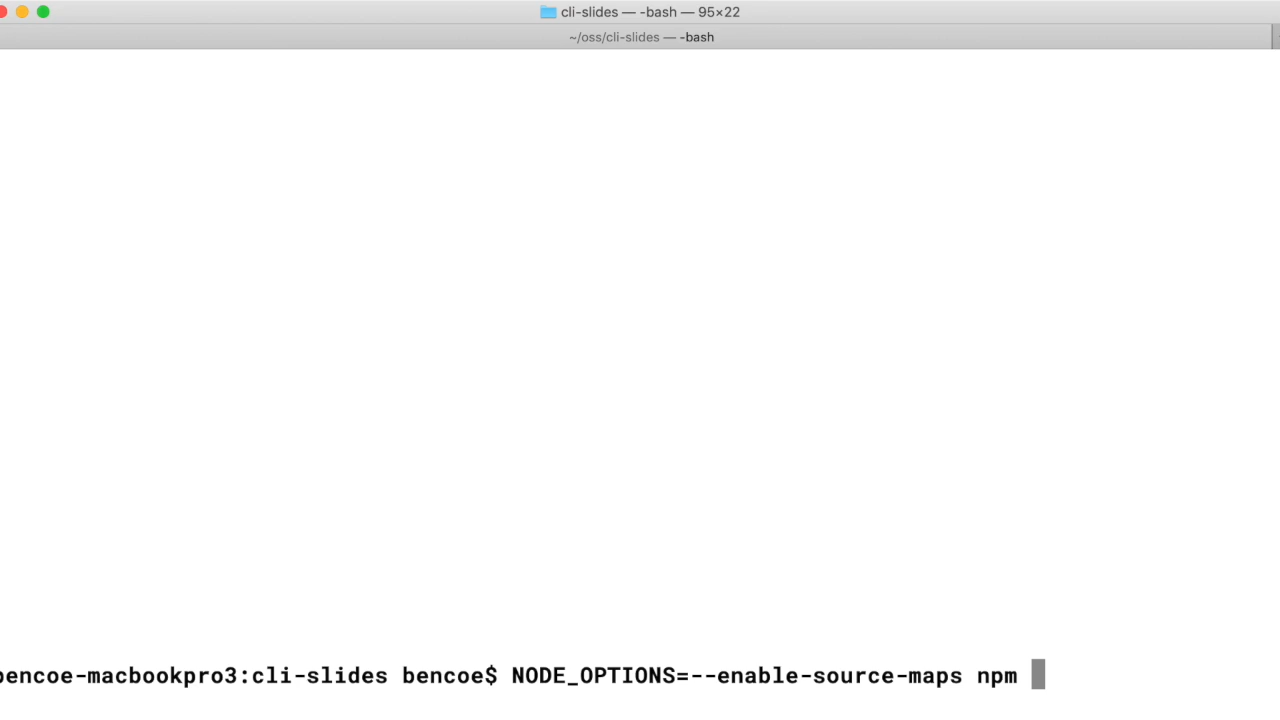 cli-slides — -bash — 95×22
~/oss/cli-slides — -bash
bencoe-macbookpro3:cli-slides bencoe$ NODE_OPTIONS=--enable-source-maps npm